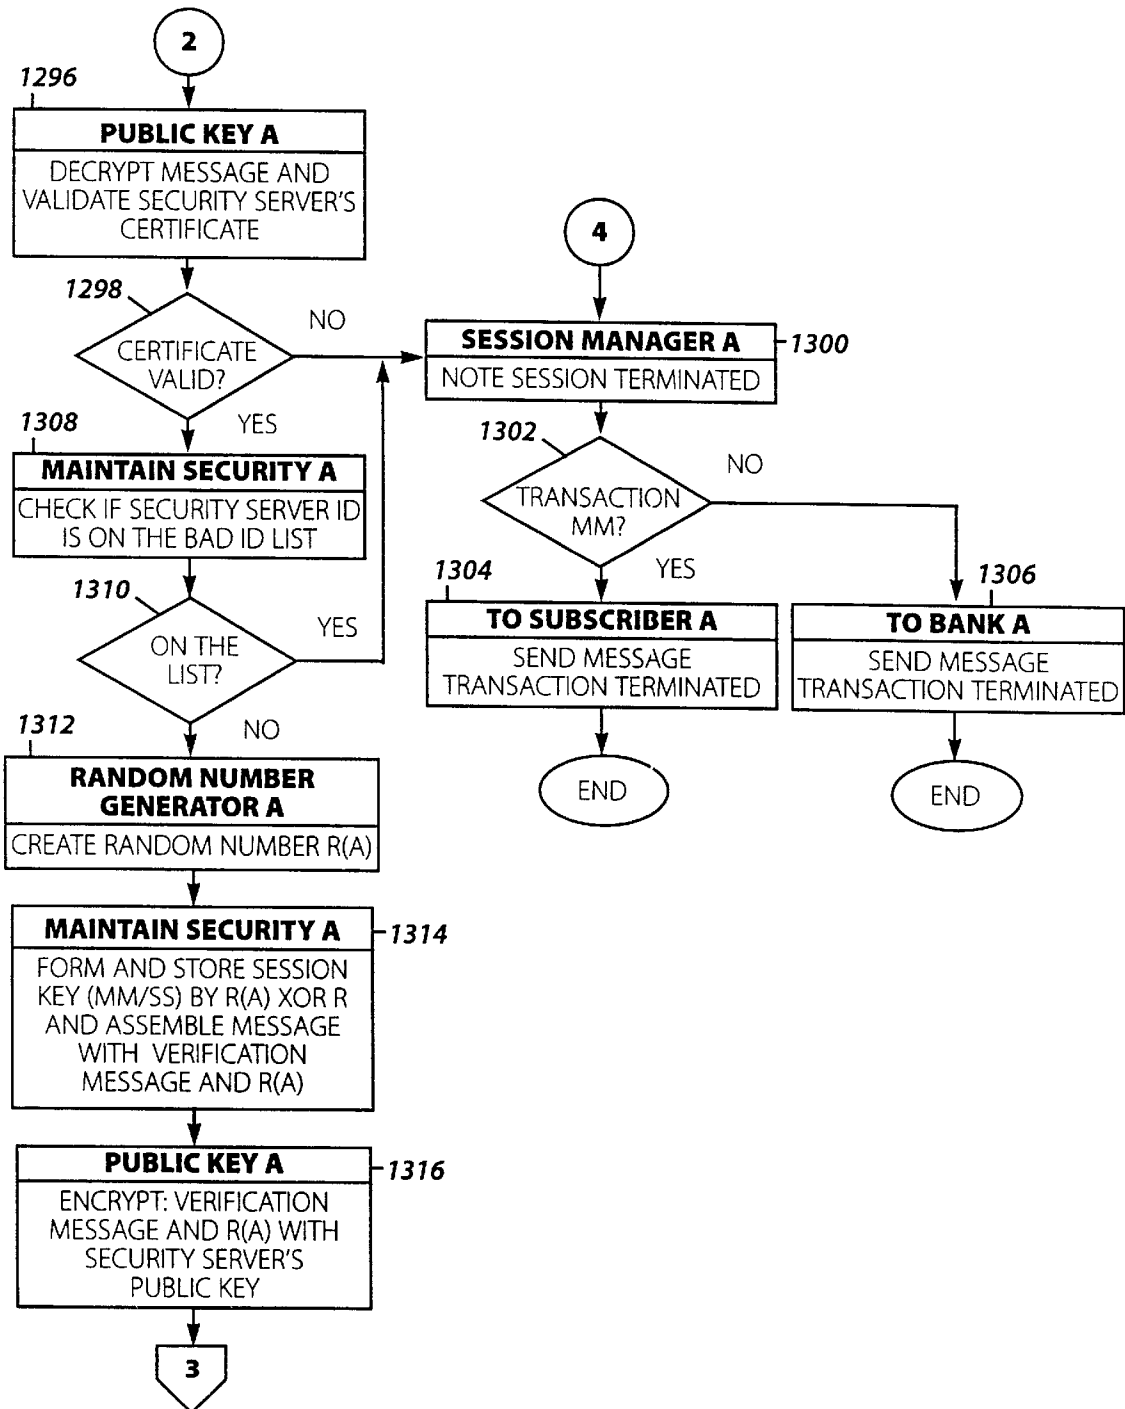 2
1296
PUBLIC KEY A
DECRYPT MESSAGE AND
VALIDATE SECURITY SERVER'S
CERTIFICATE
1298
CERTIFICATE
VALID?
NO
YES
4
SESSION MANAGER A
1300
NOTE SESSION TERMINATED
1302
TRANSACTION
MM?
NO
YES
1304
TO SUBSCRIBER A
SEND MESSAGE
TRANSACTION TERMINATED
END
1306
TO BANK A
SEND MESSAGE
TRANSACTION TERMINATED
END
1308
MAINTAIN SECURITY A
CHECK IF SECURITY SERVER ID
IS ON THE BAD ID LIST
1310
ON THE
LIST?
YES
NO
1312
RANDOM NUMBER
GENERATOR A
CREATE RANDOM NUMBER R(A)
MAINTAIN SECURITY A
1314
FORM AND STORE SESSION
KEY (MM/SS) BY R(A) XOR R
AND ASSEMBLE MESSAGE
WITH VERIFICATION
MESSAGE AND R(A)
PUBLIC KEY A
1316
ENCRYPT: VERIFICATION
MESSAGE AND R(A) WITH
SECURITY SERVER'S
PUBLIC KEY
3